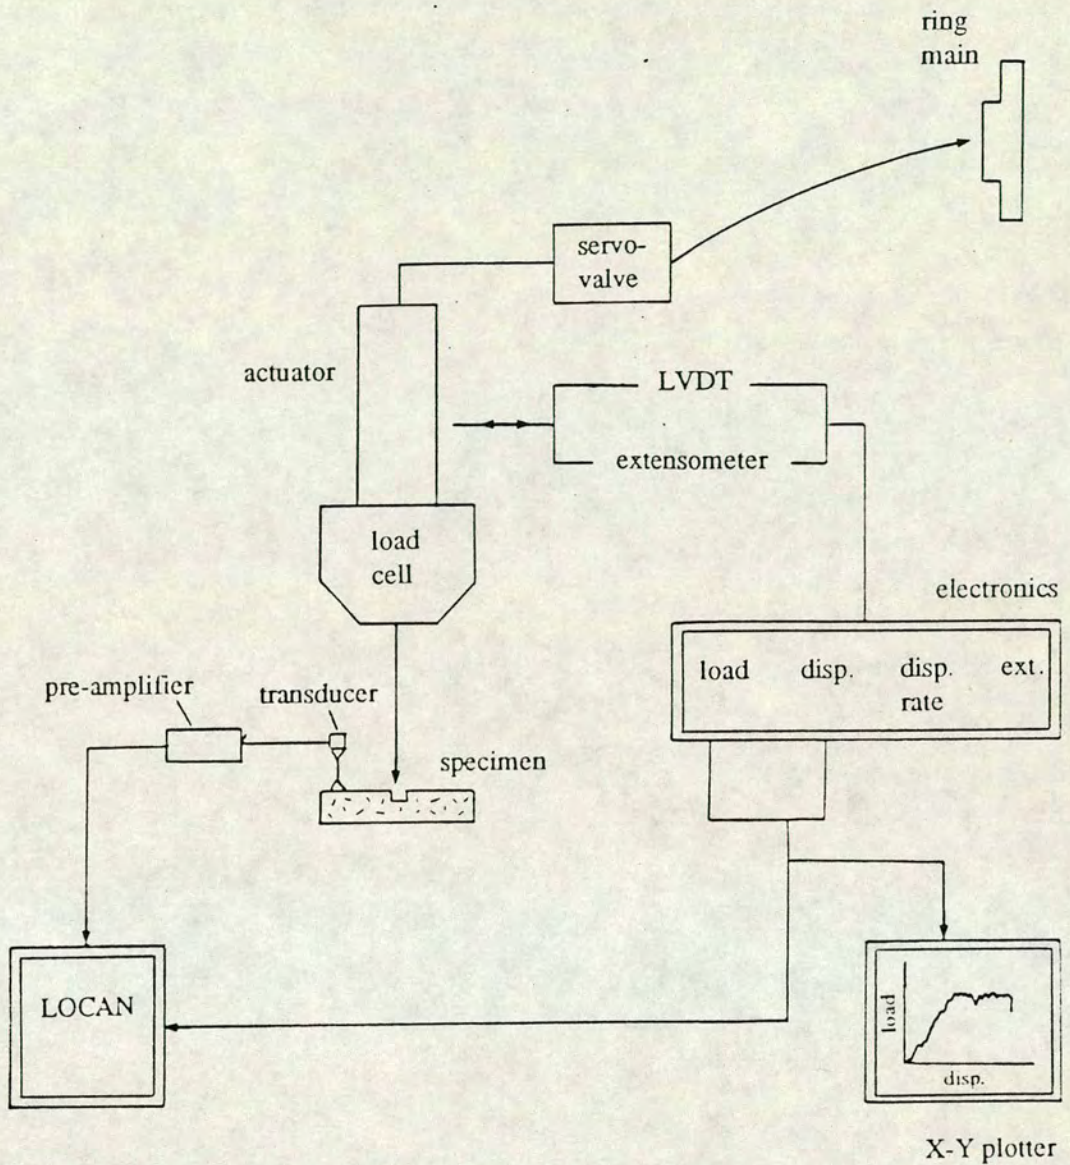 ring
main
servo-
valve
actuator
LVDT
extensometer
load
cell
electronics
load disp. disp. ext.
rate
pre-amplifier
transducer
specimen
LOCAN
load
disp.
X-Y plotter